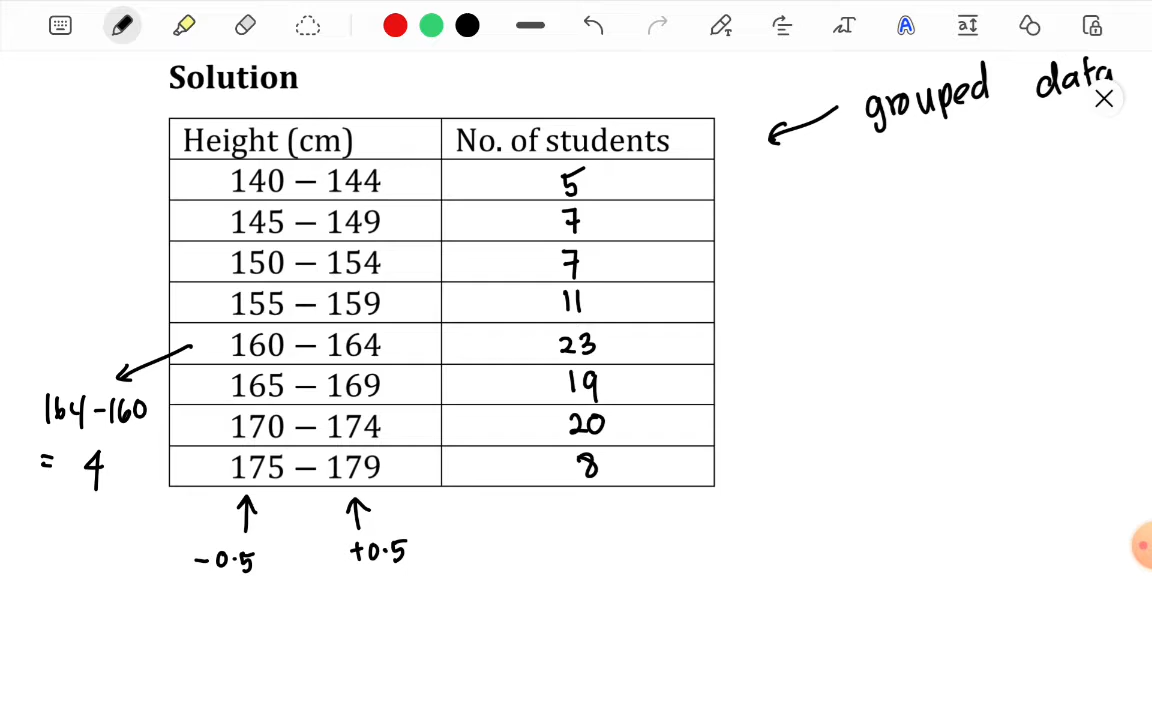 Solution
grouped data
Height (cm) No. of students
140 – 144 5
145 – 149 7
150 – 154 7
155 – 159 11
160 – 164 23
165 – 169 19
170 – 174 20
175 – 179 8
164-160
= 4
-0.5 +0.5